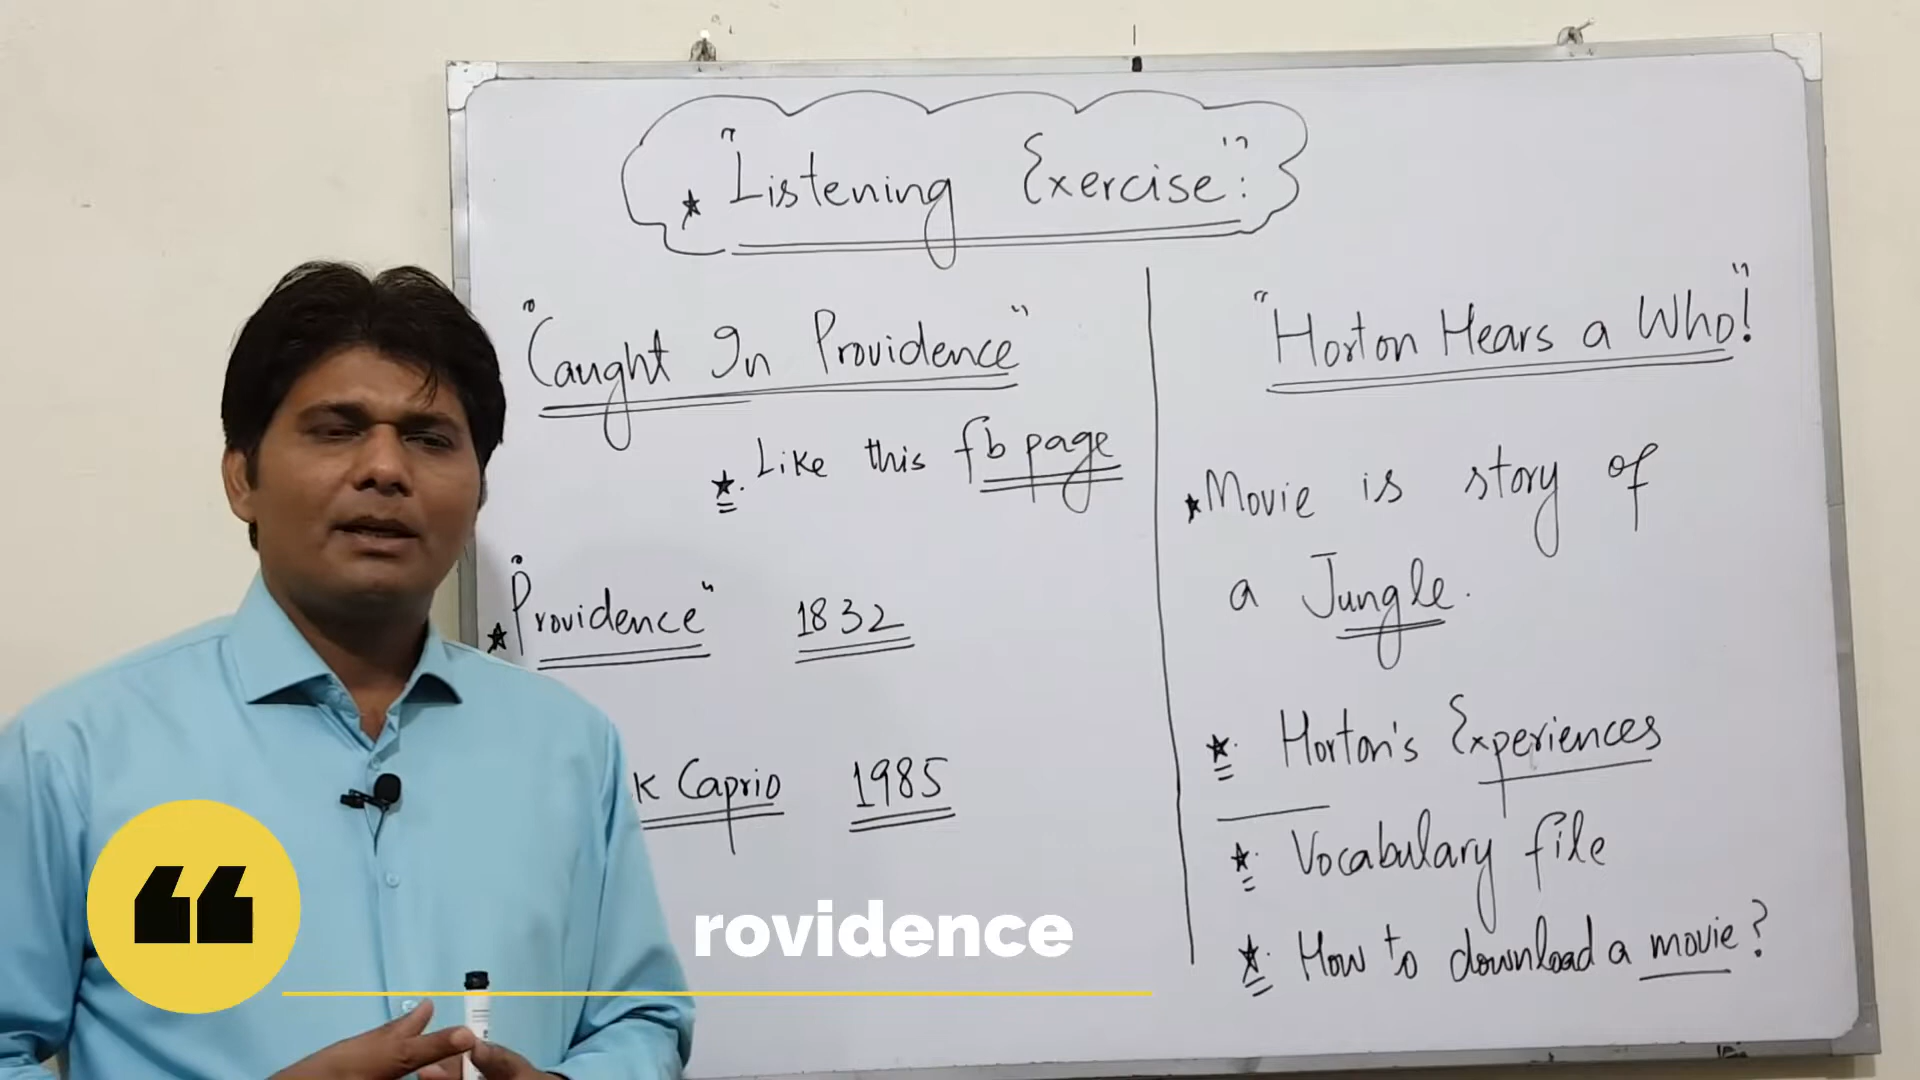 "Listening Exercise":
"Caught In Providence"
Like this fb page
"Providence" 1832
k Caprio 1985
"Horton Hears a Who!"
Movie is story of
a Jungle.
Horton's Experiences
Vocabulary file
How to download a movie?
rovidence